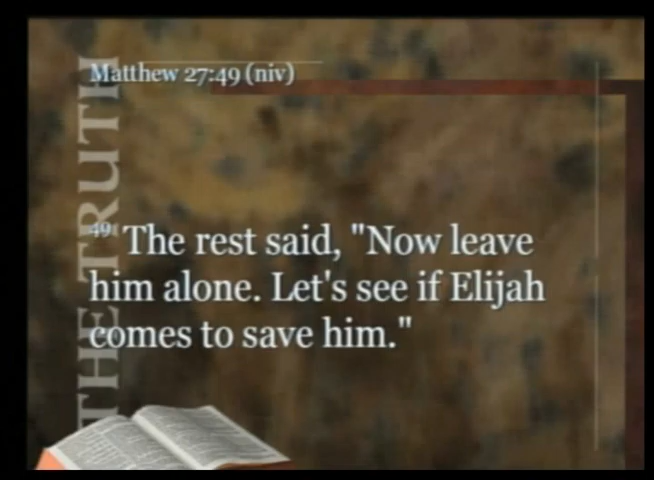 Matthew 27:49 (niv)
THE TRUTH
49 The rest said, "Now leave
him alone. Let's see if Elijah
comes to save him."